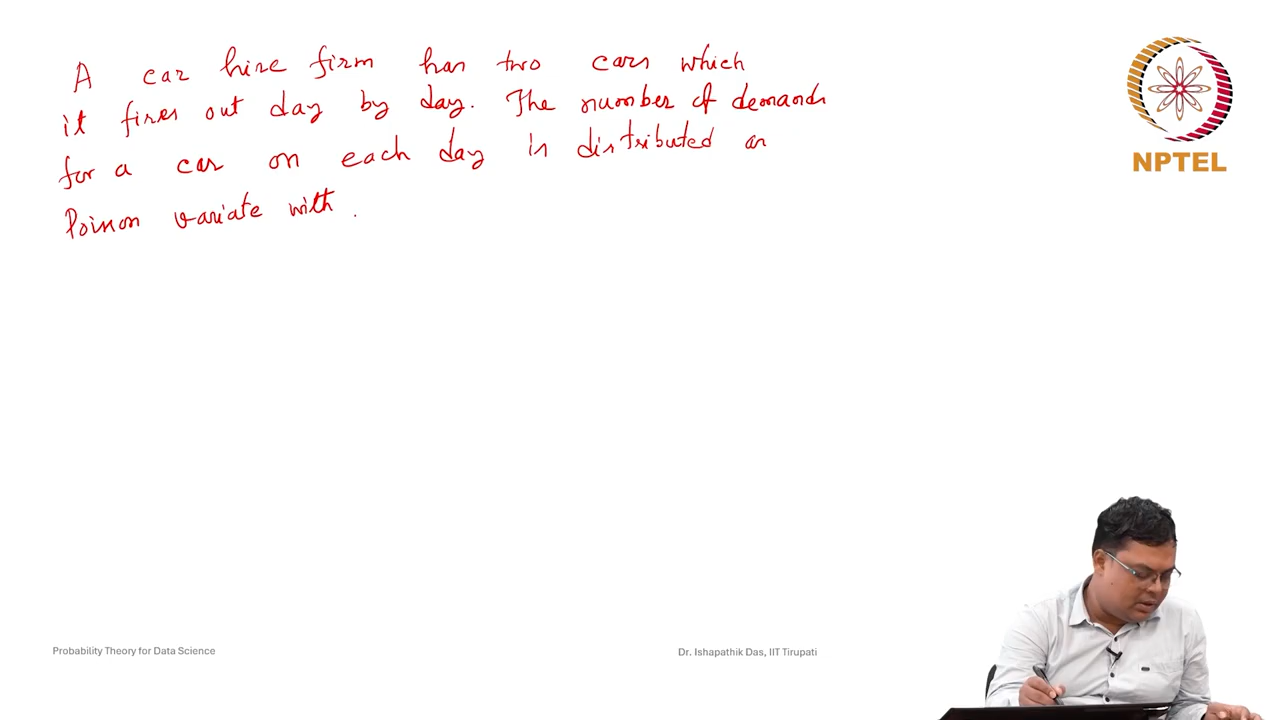 A car hire firm has two cars which
it fires out day by day. The number of demands
for a car on each day is distributed as
Poisson variate with
NPTEL
Probability Theory for Data Science
Dr. Ishapathik Das, IIT Tirupati